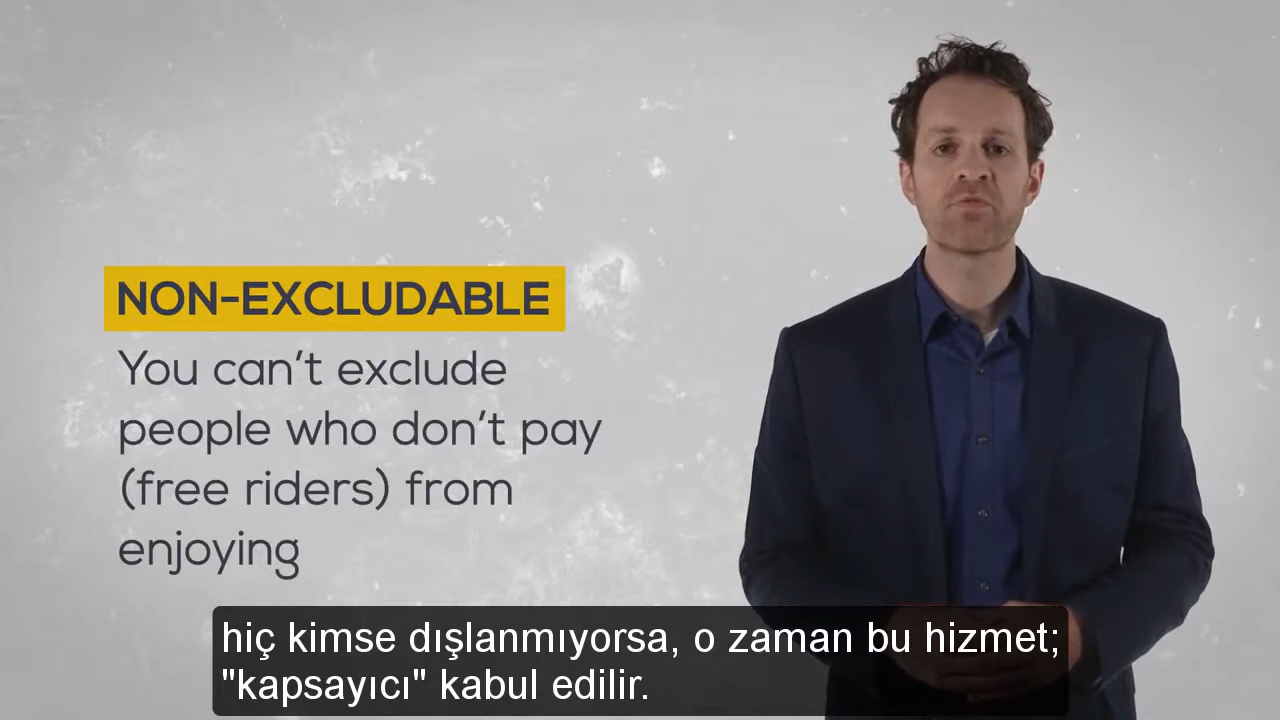 NON-EXCLUDABLE
You can't exclude
people who don't pay
(free riders) from
enjoying
hiç kimse dışlanmıyorsa, o zaman bu hizmet;
"kapsayıcı" kabul edilir.